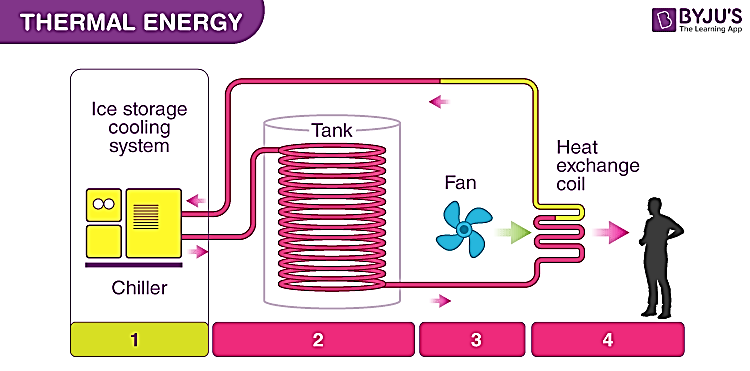 THERMAL ENERGY
BYJU'S
The Learning App
Ice storage
cooling
system
Tank
Fan
Heat
exchange
coil
Chiller
1
2
3
4